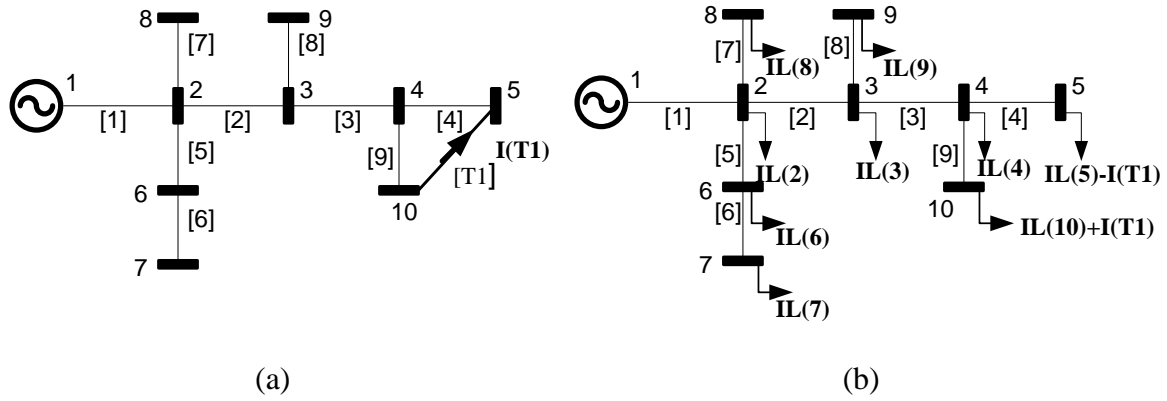 8
9
[7]
[8]
1
2
3
4
5
[1]
[2]
[3]
[4]
[5]
[9]
I(T1)
[T1]
6
10
[6]
7
(a)
8
9
[7]
IL(8)
[8]
IL(9)
1
2
3
4
5
[1]
[2]
[3]
[4]
[5]
IL(2)
IL(3)
[9]
IL(4)
IL(5)-I(T1)
6
10
[6]
IL(6)
IL(10)+I(T1)
7
IL(7)
(b)